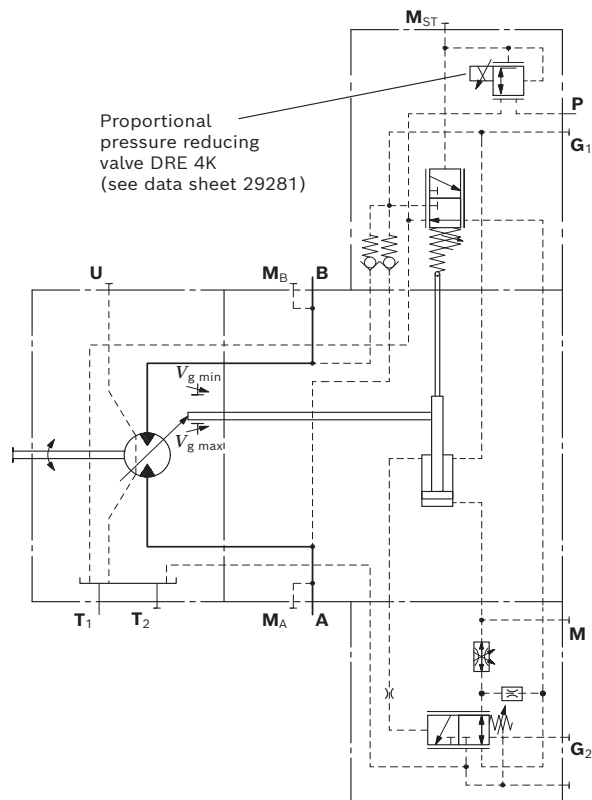 M_ST
Proportional
pressure reducing
valve DRE 4K
(see data sheet 29281)
P
G_1
U
M_B
B
V_g min
V_g max
T_1
T_2
M_A
A
M
G_2